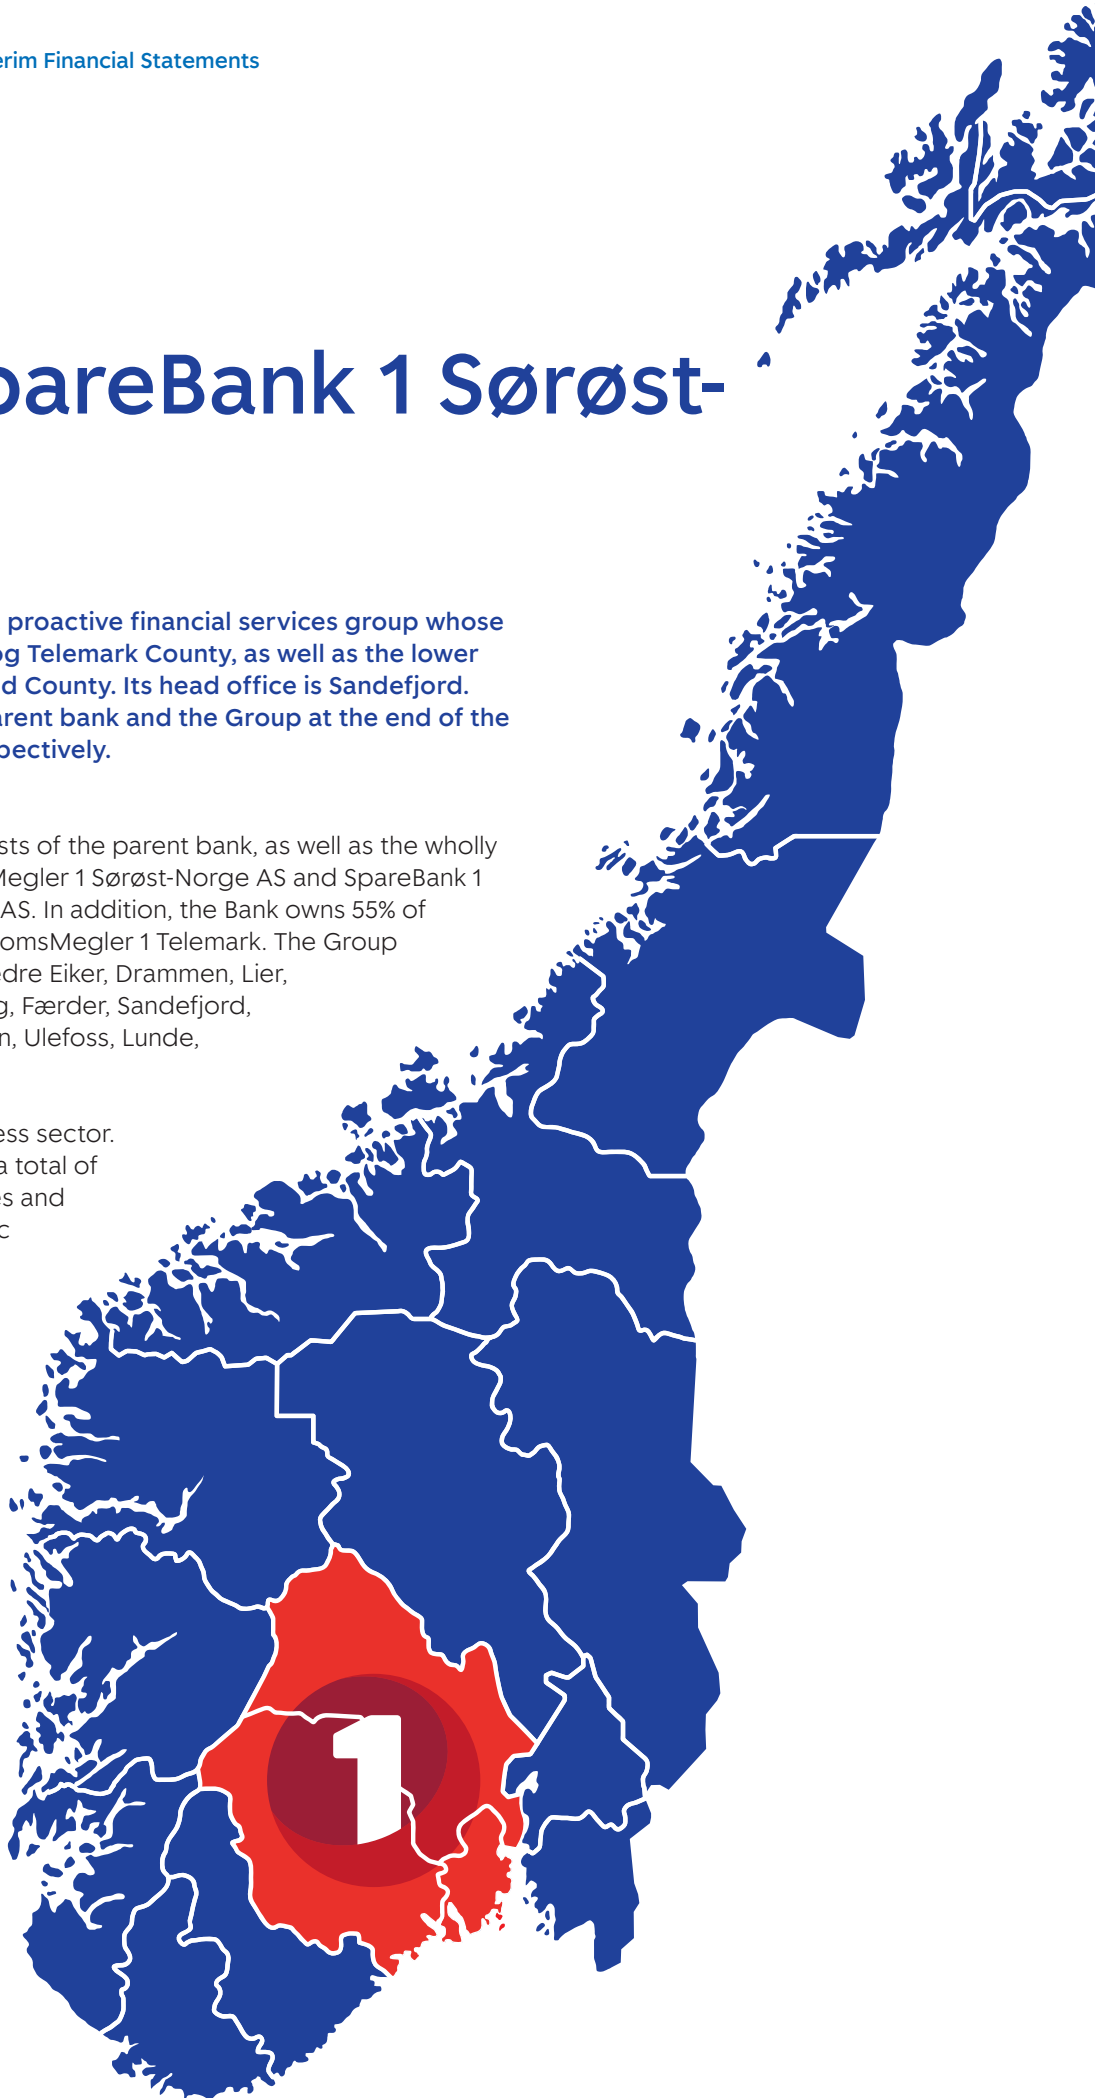 erim Financial Statements
pareBank 1 Sørøst-
proactive financial services group whose
og Telemark County, as well as the lower
d County. Its head office is Sandefjord.
arent bank and the Group at the end of the
pectively.
sts of the parent bank, as well as the wholly
Megler 1 Sørøst-Norge AS and SpareBank 1
AS. In addition, the Bank owns 55% of
omsMegler 1 Telemark. The Group
edre Eiker, Drammen, Lier,
g, Færder, Sandefjord,
n, Ulefoss, Lunde,
ess sector.
a total of
es and
c
1